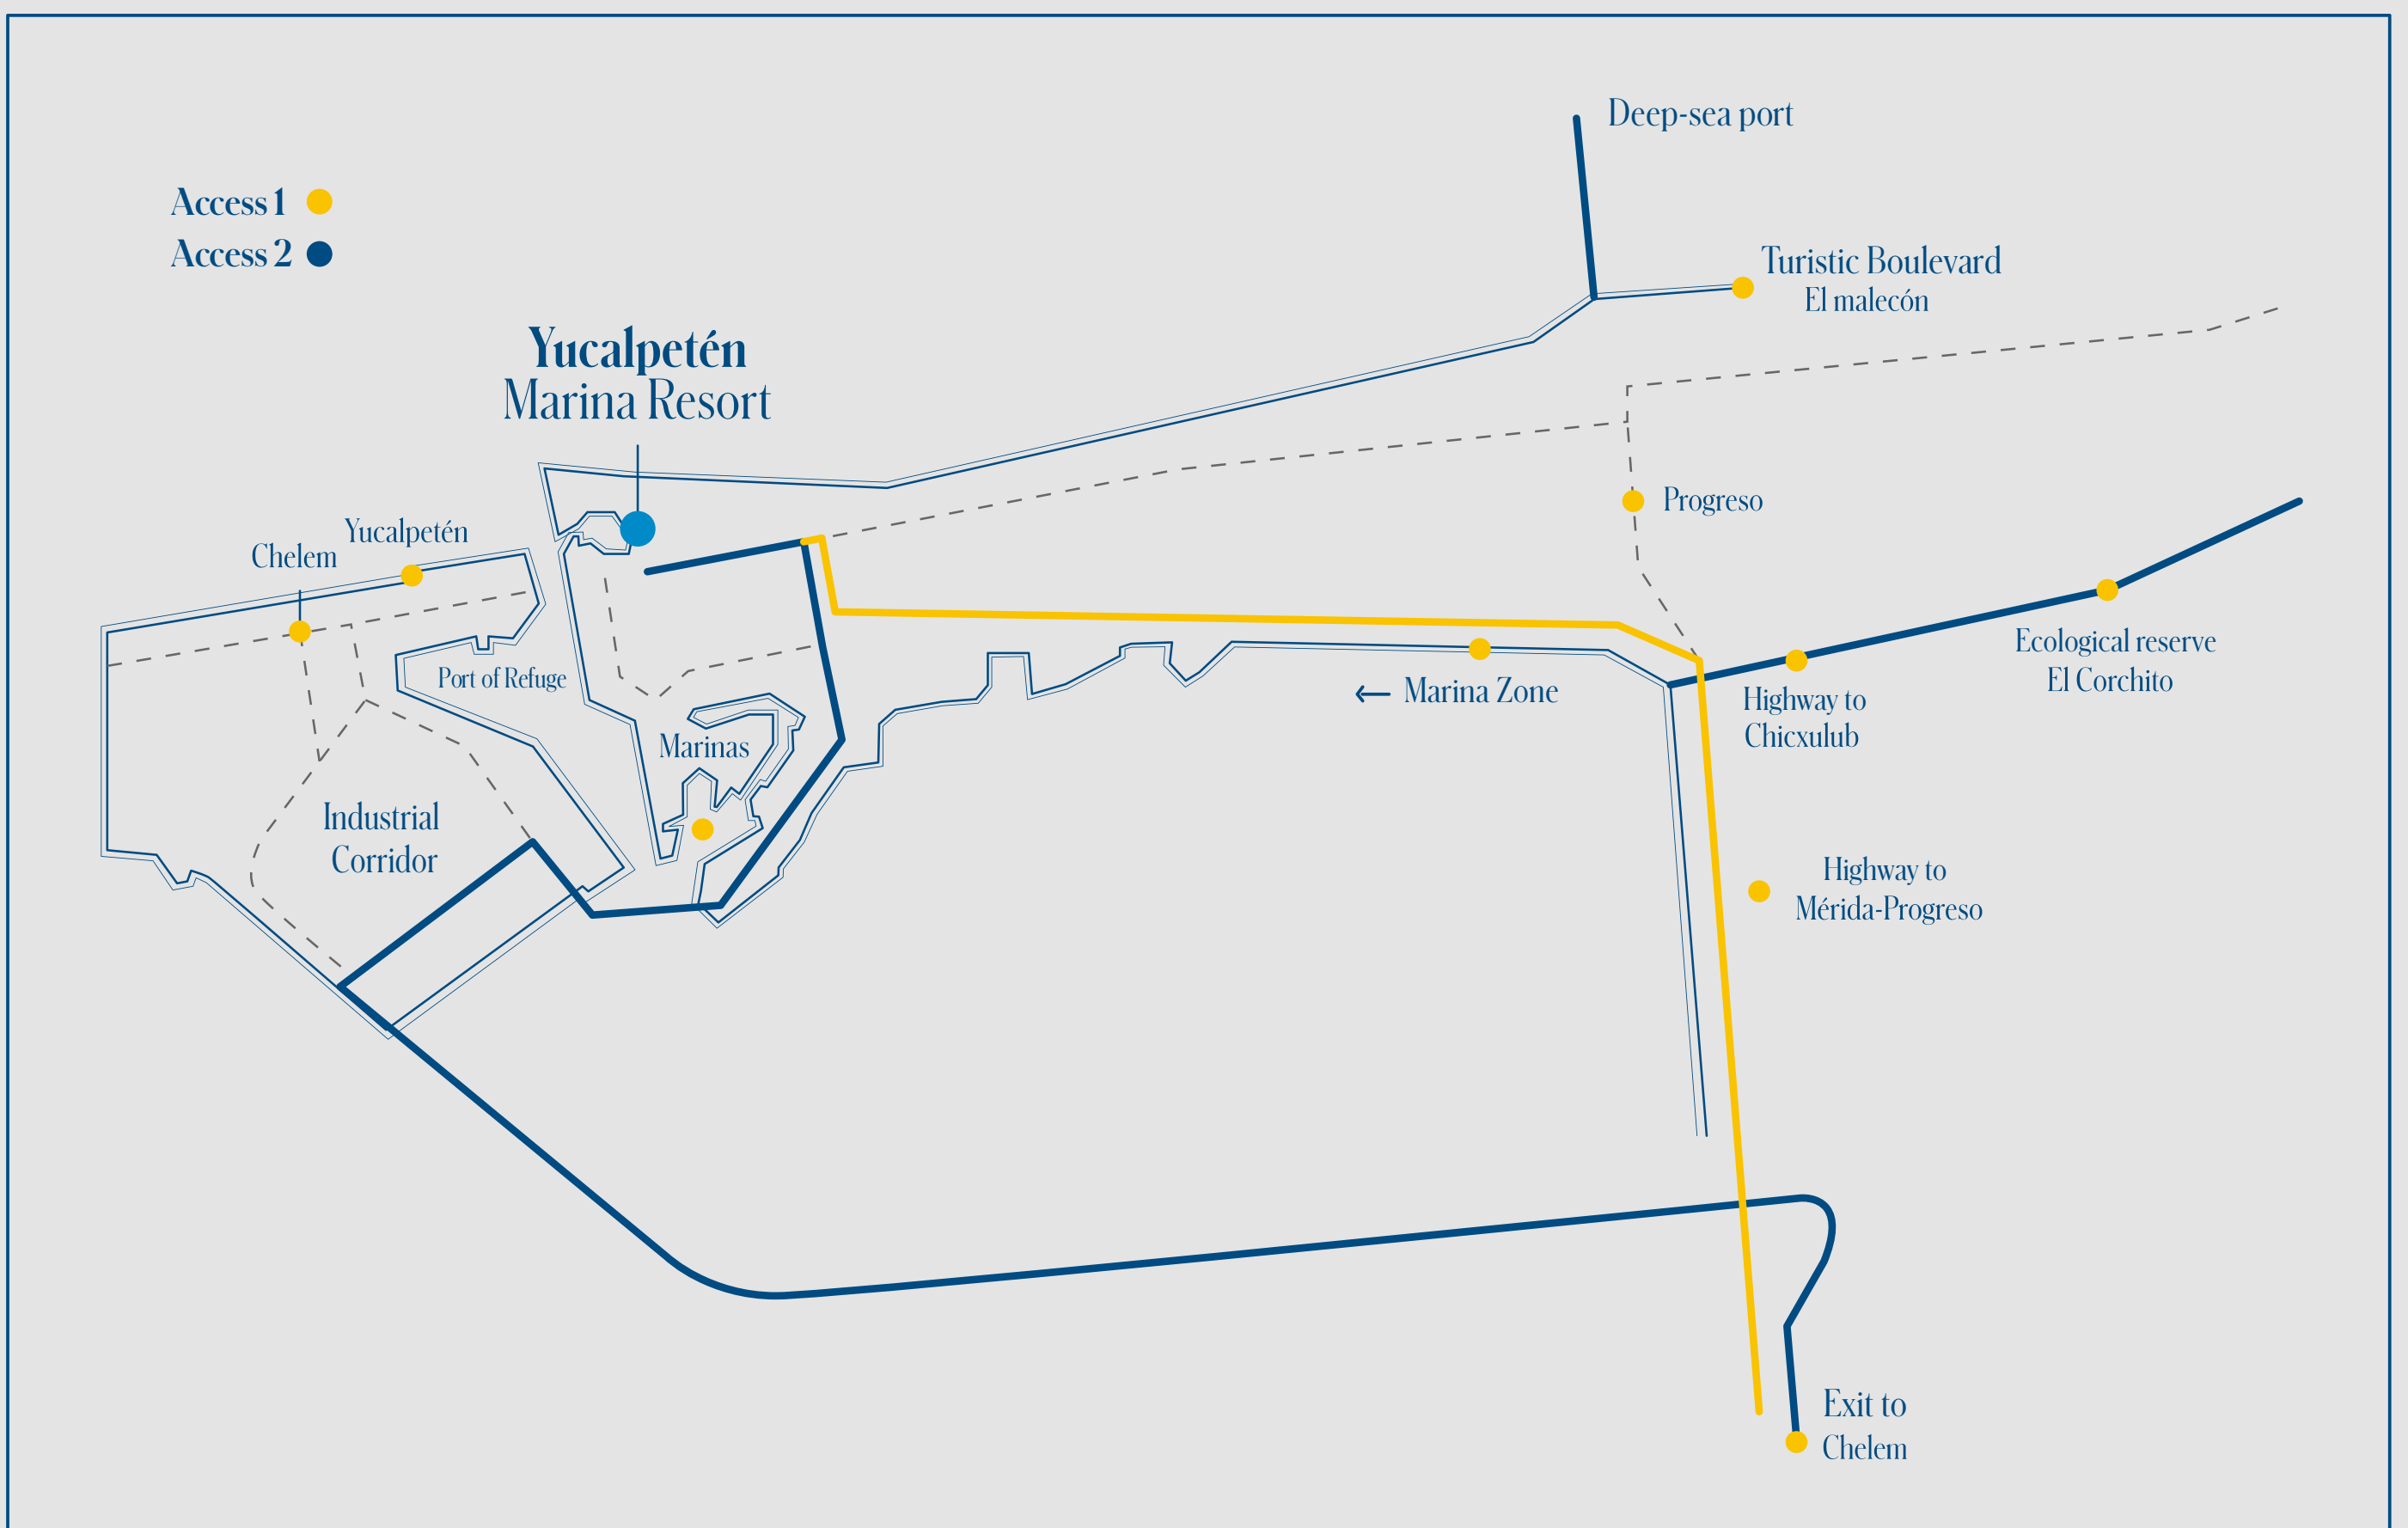 Deep-sea port
Access 1
Access 2
Turistic Boulevard
El malecón
Yucalpetén
Marina Resort
Progreso
Yucalpetén
Chelem
Ecological reserve
El Corchito
Port of Refuge
Marina Zone
Highway to
Chicxulub
Marinas
Industrial
Corridor
Highway to
Mérida-Progreso
Exit to
Chelem